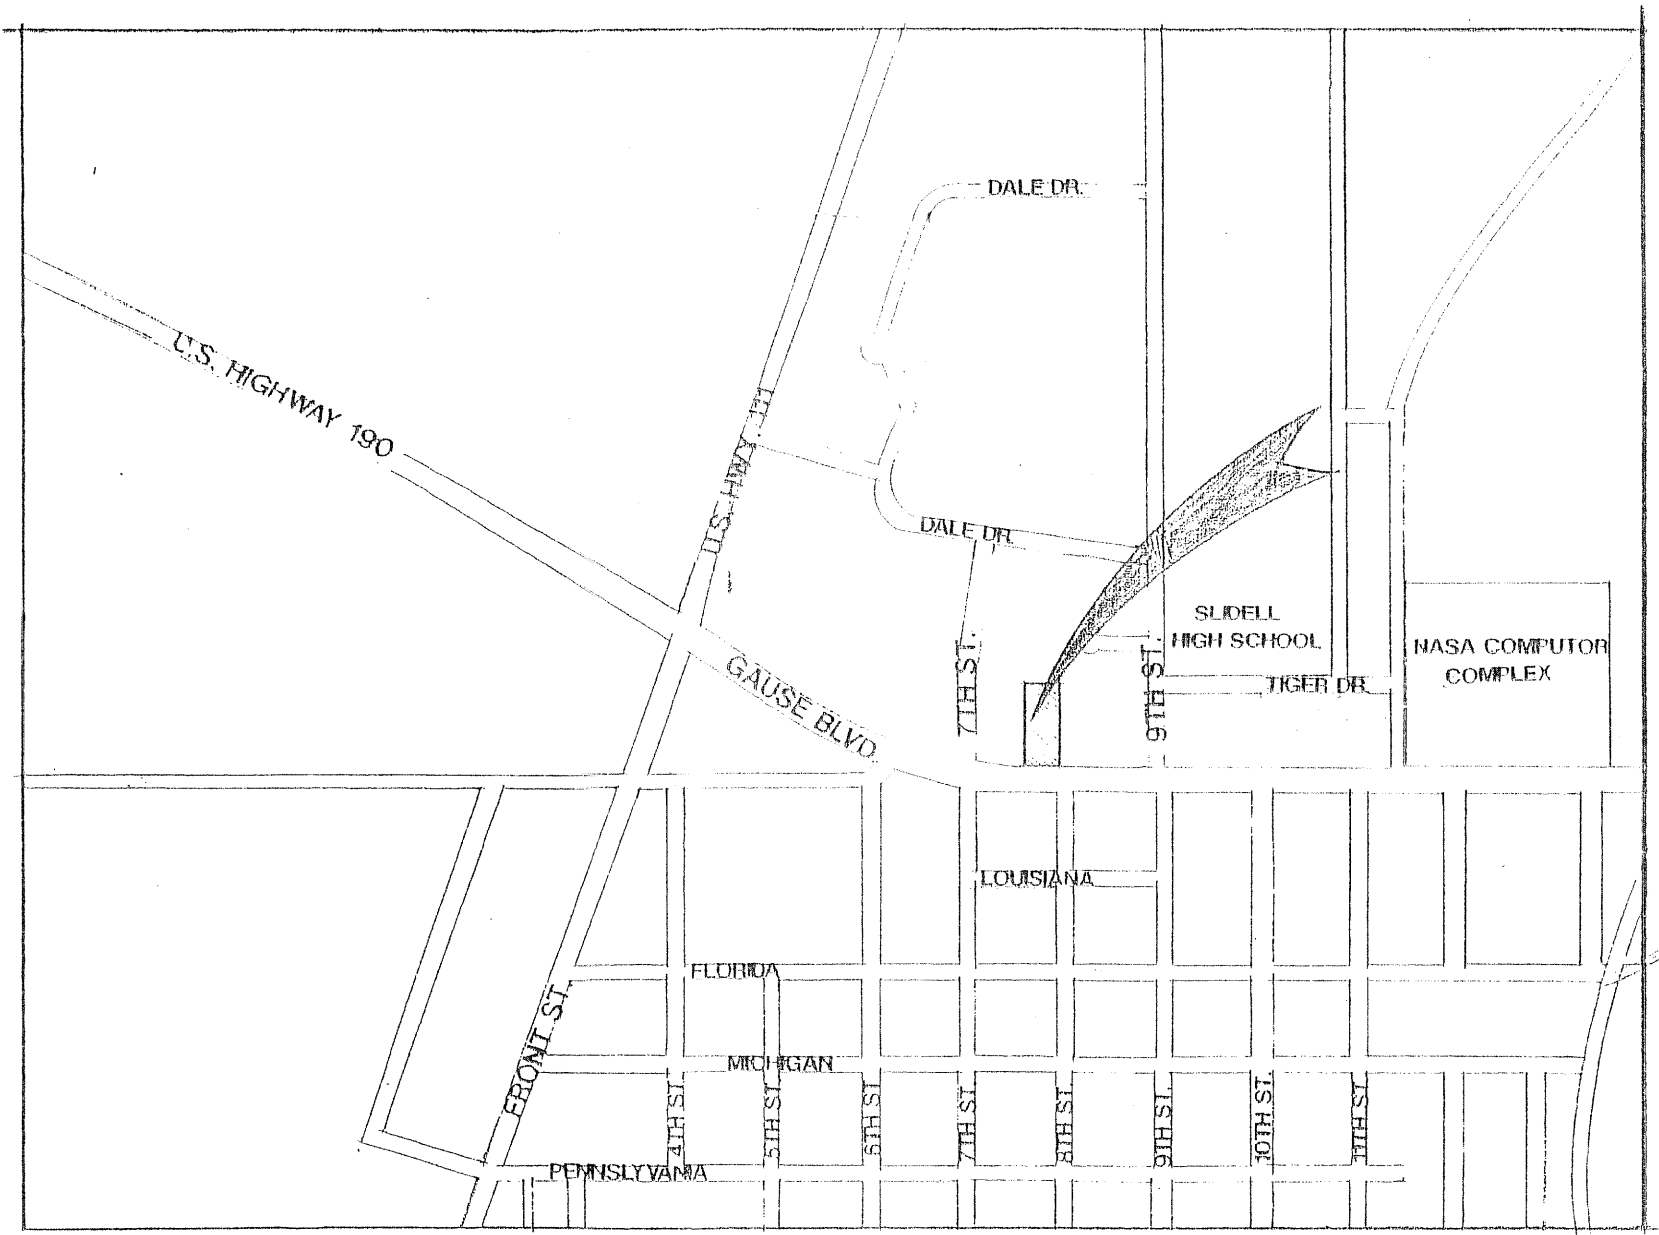 DALE DR.
U.S. HIGHWAY 190
U.S. HWY. 11
DALE DR.
SLIDELL
HIGH SCHOOL
NASA COMPUTOR
COMPLEX
7TH ST.
9TH ST.
TIGER DR.
GAUSE BLVD.
LOUISIANA
FLORIDA
FRONT ST.
MICHIGAN
4TH ST.
5TH ST.
6TH ST.
7TH ST.
8TH ST.
9TH ST.
10TH ST.
11TH ST.
PENNSLYVANIA